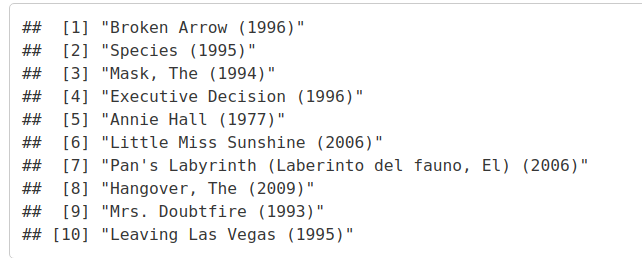 ##  [1] "Broken Arrow (1996)"
##  [2] "Species (1995)"
##  [3] "Mask, The (1994)"
##  [4] "Executive Decision (1996)"
##  [5] "Annie Hall (1977)"
##  [6] "Little Miss Sunshine (2006)"
##  [7] "Pan's Labyrinth (Laberinto del fauno, El) (2006)"
##  [8] "Hangover, The (2009)"
##  [9] "Mrs. Doubtfire (1993)"
## [10] "Leaving Las Vegas (1995)"